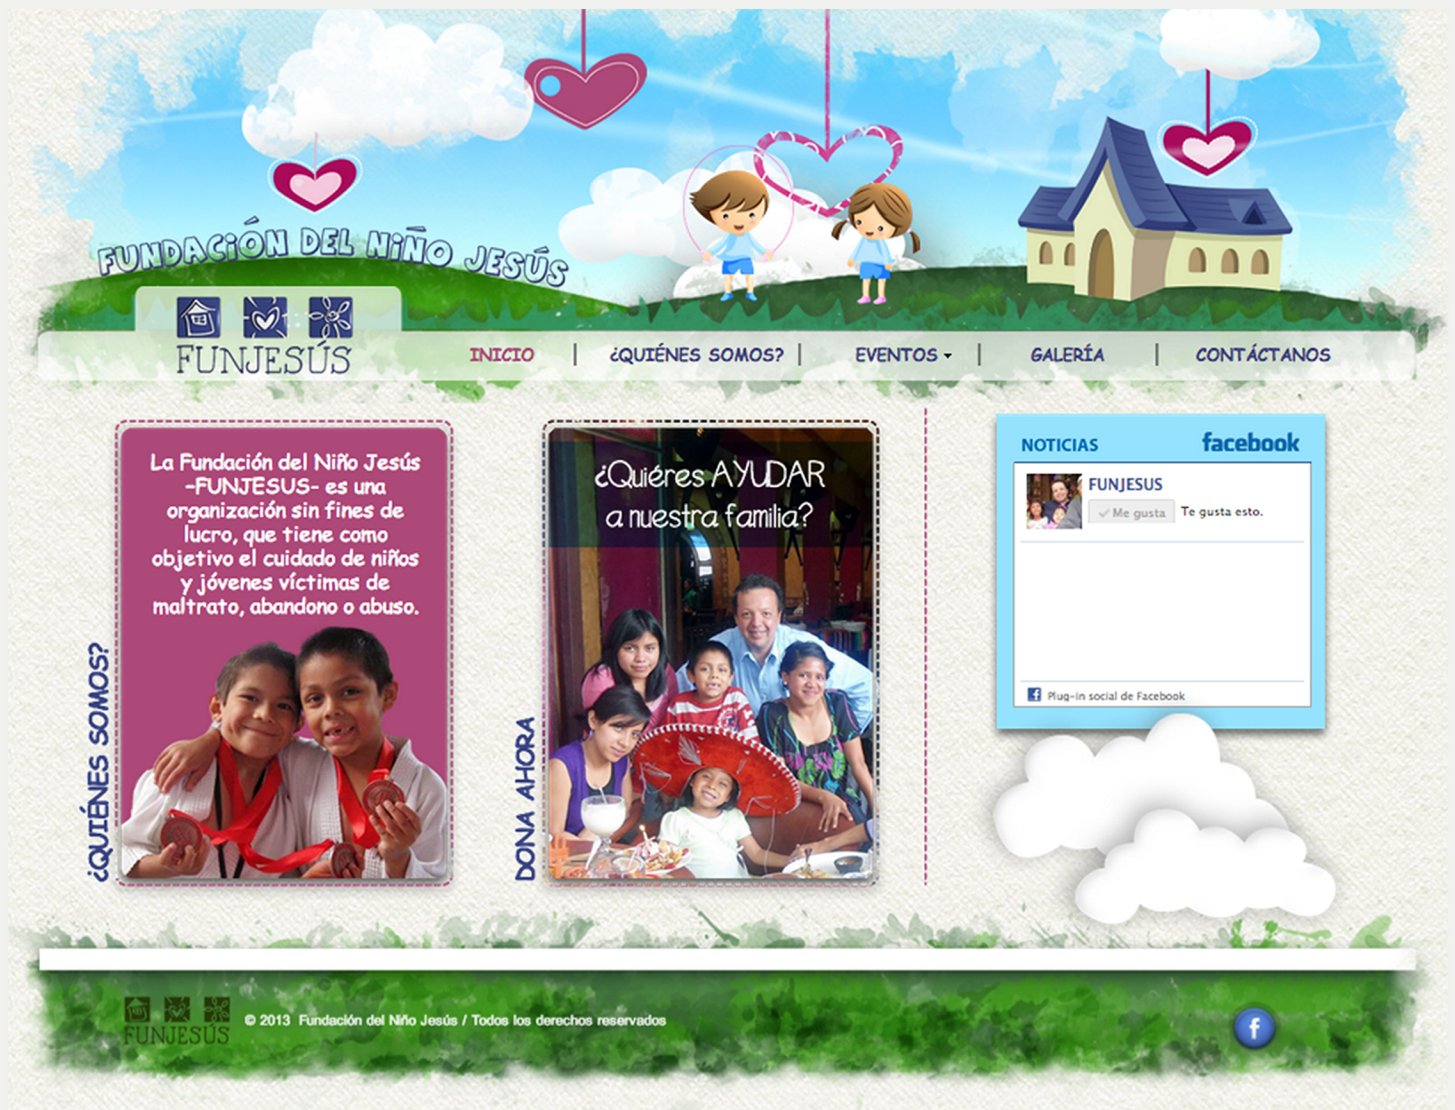 FUNDACIÓN DEL NIÑO JESÚS
FUNJESÚS
INICIO
¿QUIÉNES SOMOS?
EVENTOS
GALERÍA
CONTÁCTANOS
¿QUIÉNES SOMOS?
La Fundación del Niño Jesús
-FUNJESUS- es una
organización sin fines de
lucro, que tiene como
objetivo el cuidado de niños
y jóvenes víctimas de
maltrato, abandono o abuso.
DONA AHORA
¿Quiéres AYUDAR
a nuestra familia?
NOTICIAS
facebook
FUNJESUS
Me gusta
Te gusta esto.
Plug-in social de Facebook
FUNJESÚS
© 2013 Fundación del Niño Jesús / Todos los derechos reservados
f